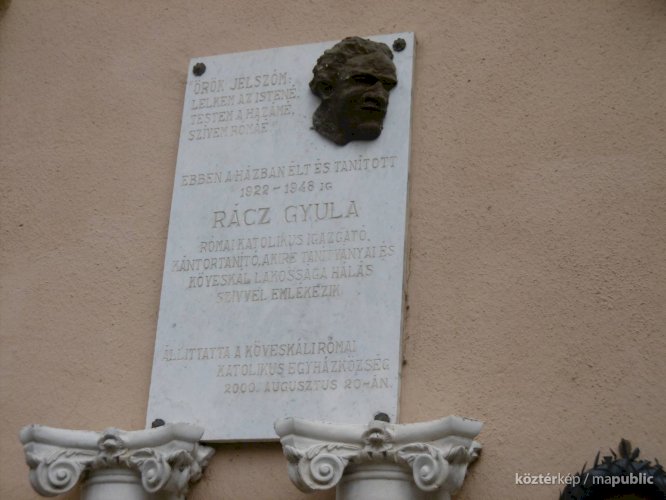 "ÖRÖK JELSZÓM:
LELKEM AZ ISTENÉ,
TESTEM A HAZÁMÉ,
SZÍVEM RÓMÁÉ"
EBBEN A HÁZBAN ÉLT ÉS TANÍTOTT
1922-1948 IG
RÁCZ GYULA
RÓMAI KATOLIKUS IGAZGATÓ,
KÁNTORTANÍTÓ, AKIRE TANÍTVÁNYAI ÉS
KÖVESKÁL LAKOSSÁGA HÁLÁS
SZÍVVEL EMLÉKEZIK
ÁLLÍTTATTA A KÖVESKÁLI RÓMAI
KATOLIKUS EGYHÁZKÖZSÉG
2000. AUGUSZTUS 20-ÁN.
köztérkép / mapublic